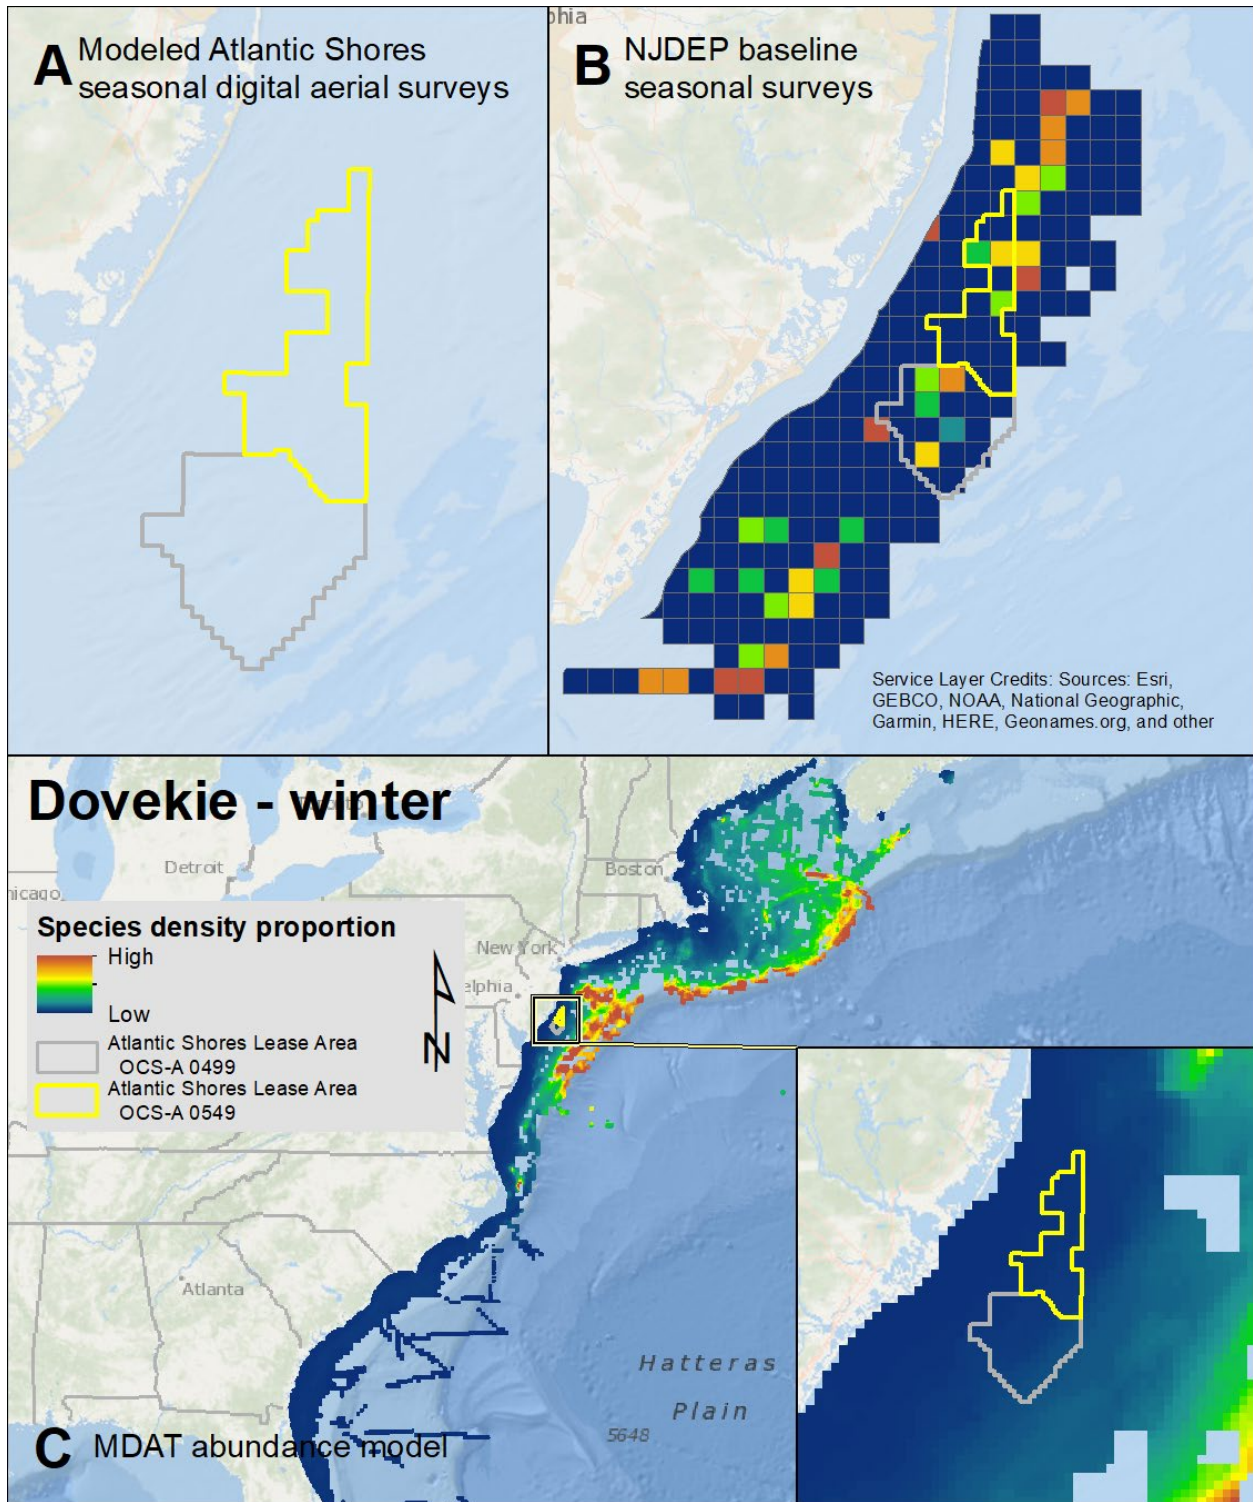 A Modeled Atlantic Shores
seasonal digital aerial surveys
phia
B NJDEP baseline
seasonal surveys
Service Layer Credits: Sources: Esri,
GEBCO, NOAA, National Geographic,
Garmin, HERE, Geonames.org, and other
Dovekie - winter
Detroit
hicago
Boston
New York
elphia
Species density proportion
High
Low
Atlantic Shores Lease Area
OCS-A 0499
Atlantic Shores Lease Area
OCS-A 0549
N
Atlanta
Hatteras
Plain
5648
C MDAT abundance model